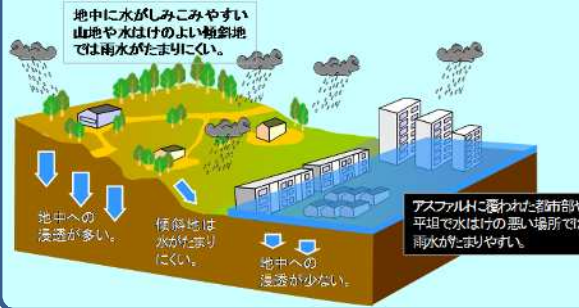 地中に水がしみこみやすい
山地や水はけのよい傾斜地
では雨水がたまりにくい。
地中への
浸透が多い。
傾斜地は
水がたまり
にくい。
地中への
浸透が少ない。
アスファルトに覆われた都市部や
平坦で水はけの悪い場所では
雨水がたまりやすい。